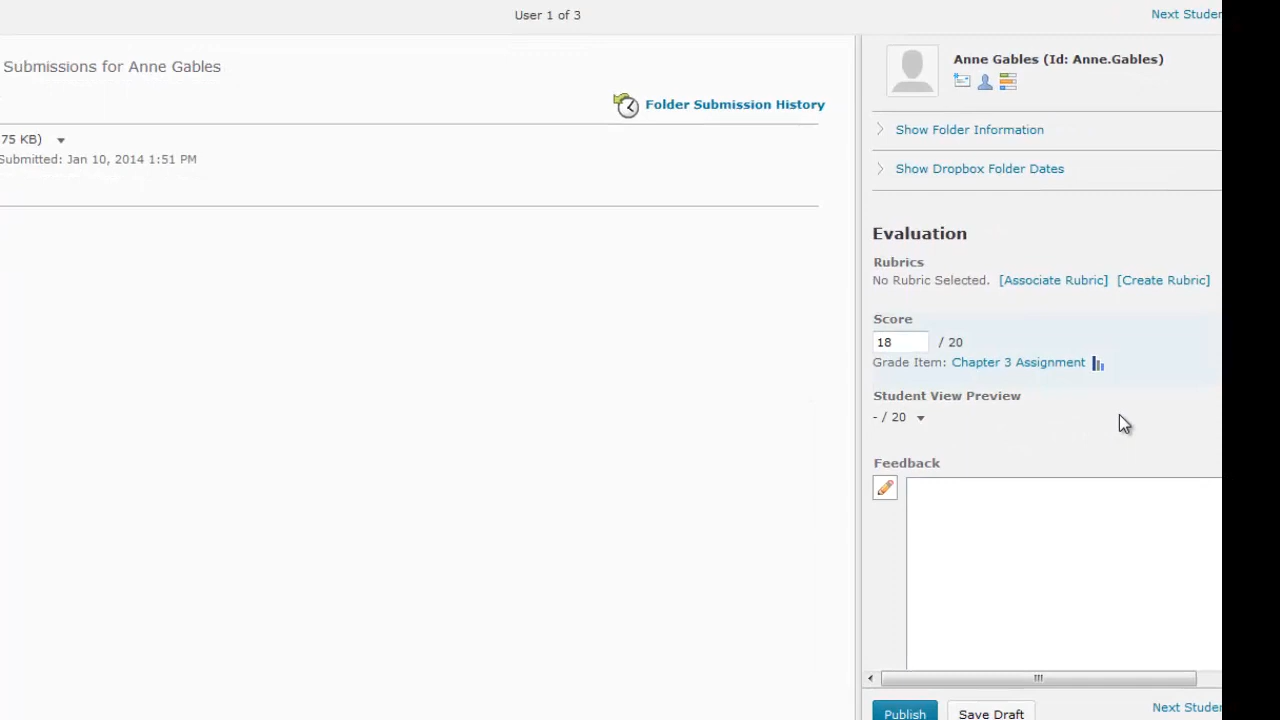 User 1 of 3
Next Studen
Submissions for Anne Gables
Anne Gables (Id: Anne.Gables)
Folder Submission History
Show Folder Information
75 KB)
Submitted: Jan 10, 2014 1:51 PM
Show Dropbox Folder Dates
Evaluation
Rubrics
No Rubric Selected. [Associate Rubric] [Create Rubric]
Score
18 / 20
Grade Item: Chapter 3 Assignment
Student View Preview
- / 20
Feedback
Publish Save Draft
Next Studen